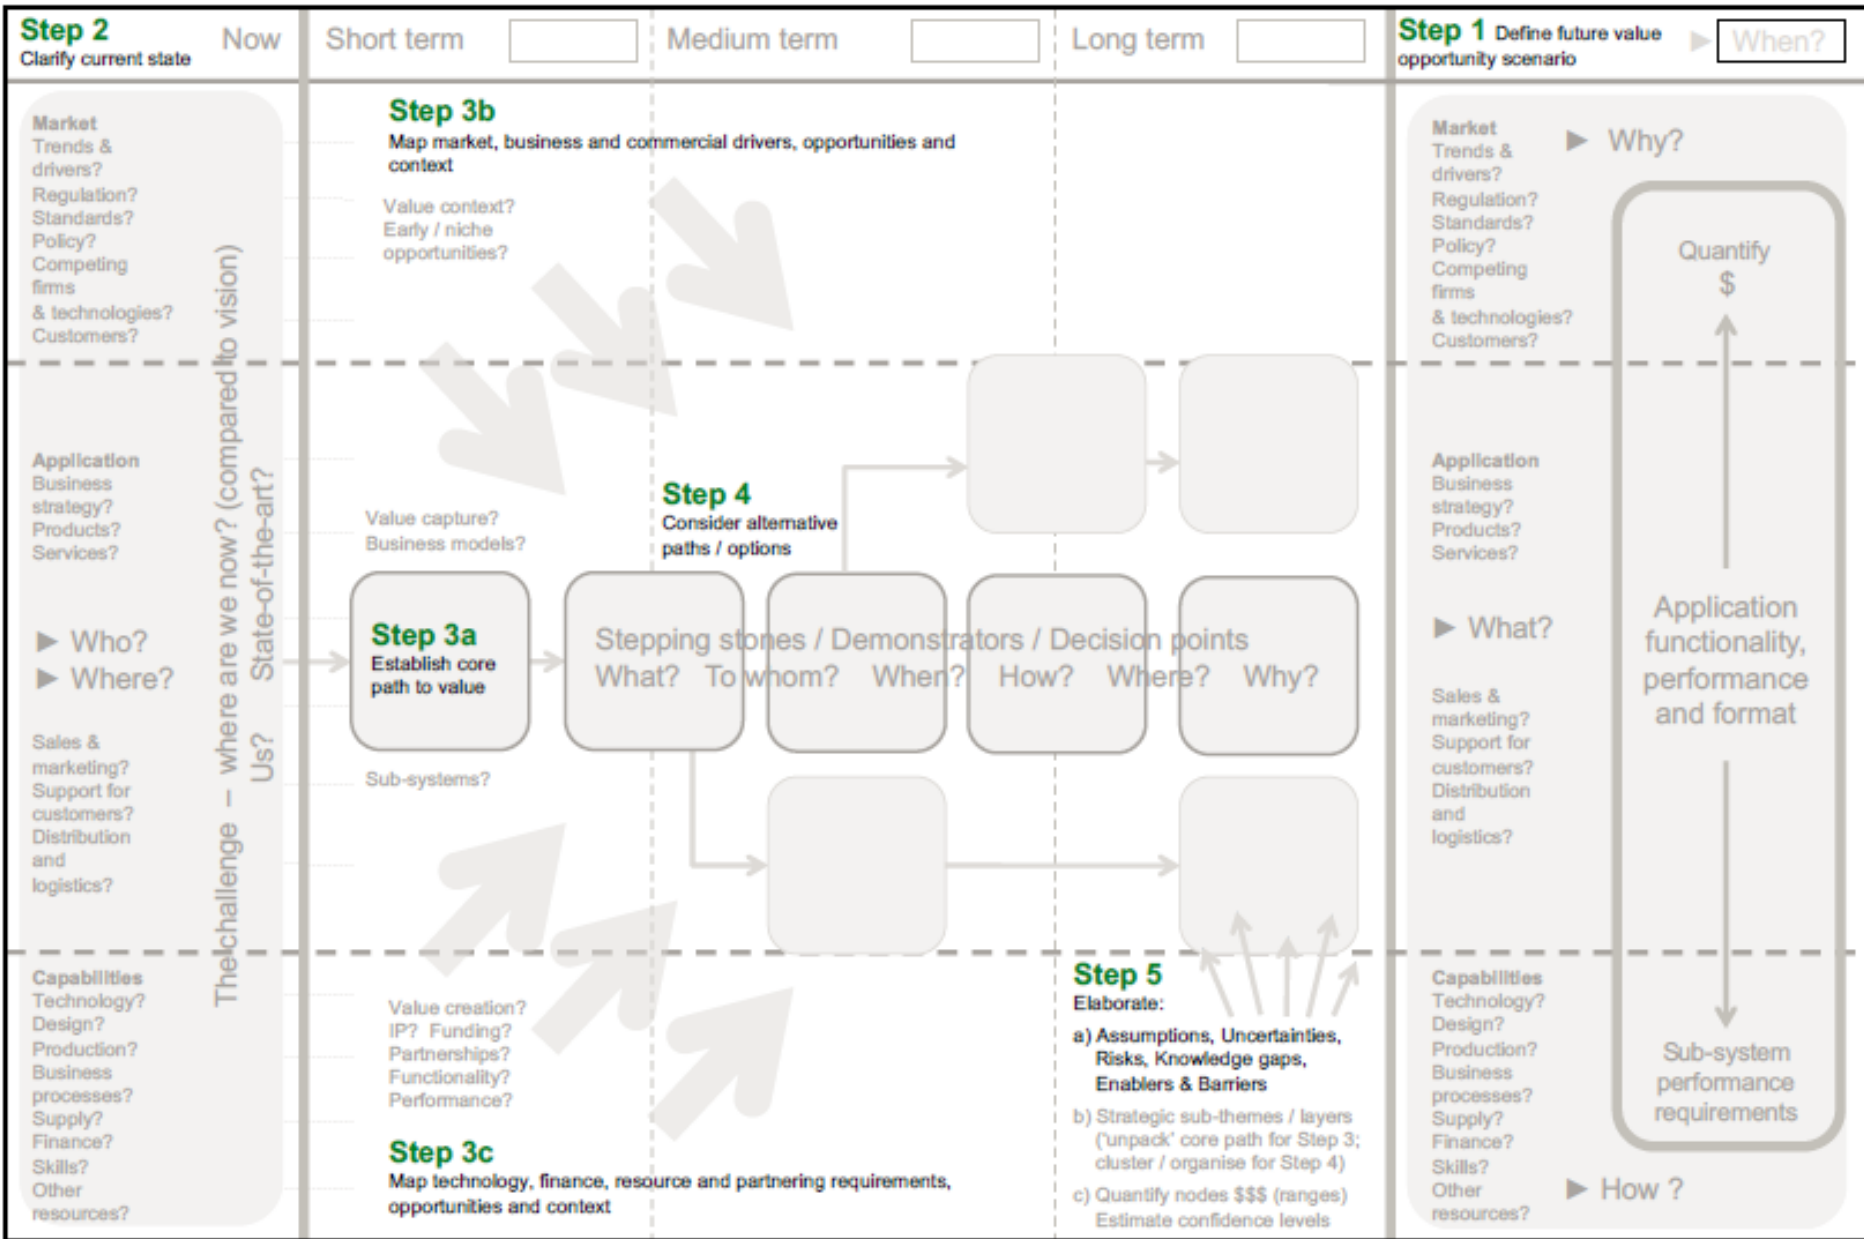 Step 2
Clarify current state
Now
Short term
Medium term
Long term
Step 1 Define future value
opportunity scenario
► When?
Market
Trends &
drivers?
Regulation?
Standards?
Policy?
Competing
firms
& technologies?
Customers?
Application
Business
strategy?
Products?
Services?
► Who?
► Where?
Sales &
marketing?
Support for
customers?
Distribution
and
logistics?
Capabilities
Technology?
Design?
Production?
Business
processes?
Supply?
Finance?
Skills?
Other
resources?
The challenge – where are we now? (compared to vision)
Us? State-of-the-art?
Step 3b
Map market, business and commercial drivers, opportunities and
context
Value context?
Early / niche
opportunities?
Value capture?
Business models?
Step 4
Consider alternative
paths / options
Step 3a
Establish core
path to value
Stepping stones / Demonstrators / Decision points
What? To whom? When? How? Where? Why?
Sub-systems?
Value creation?
IP? Funding?
Partnerships?
Functionality?
Performance?
Step 3c
Map technology, finance, resource and partnering requirements,
opportunities and context
Step 5
Elaborate:
a) Assumptions, Uncertainties,
Risks, Knowledge gaps,
Enablers & Barriers
b) Strategic sub-themes / layers
('unpack' core path for Step 3;
cluster / organise for Step 4)
c) Quantify nodes $$$ (ranges)
Estimate confidence levels
Market
Trends &
drivers?
Regulation?
Standards?
Policy?
Competing
firms
& technologies?
Customers?
► Why?
Application
Business
strategy?
Products?
Services?
► What?
Sales &
marketing?
Support for
customers?
Distribution
and
logistics?
Capabilities
Technology?
Design?
Production?
Business
processes?
Supply?
Finance?
Skills?
Other
resources?
► How ?
Quantify
$
Application
functionality,
performance
and format
Sub-system
performance
requirements